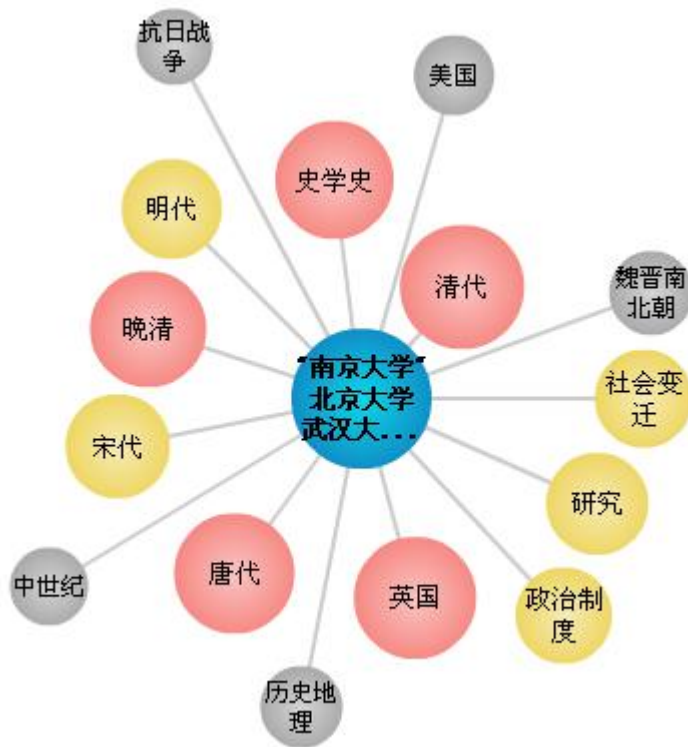 抗日战
争
美国
史学史
明代
清代
魏晋南
北朝
晚清
"南京大学"
北京大学
武汉大...
社会变
迁
宋代
研究
唐代
中世纪
英国
政治制
度
历史地
理